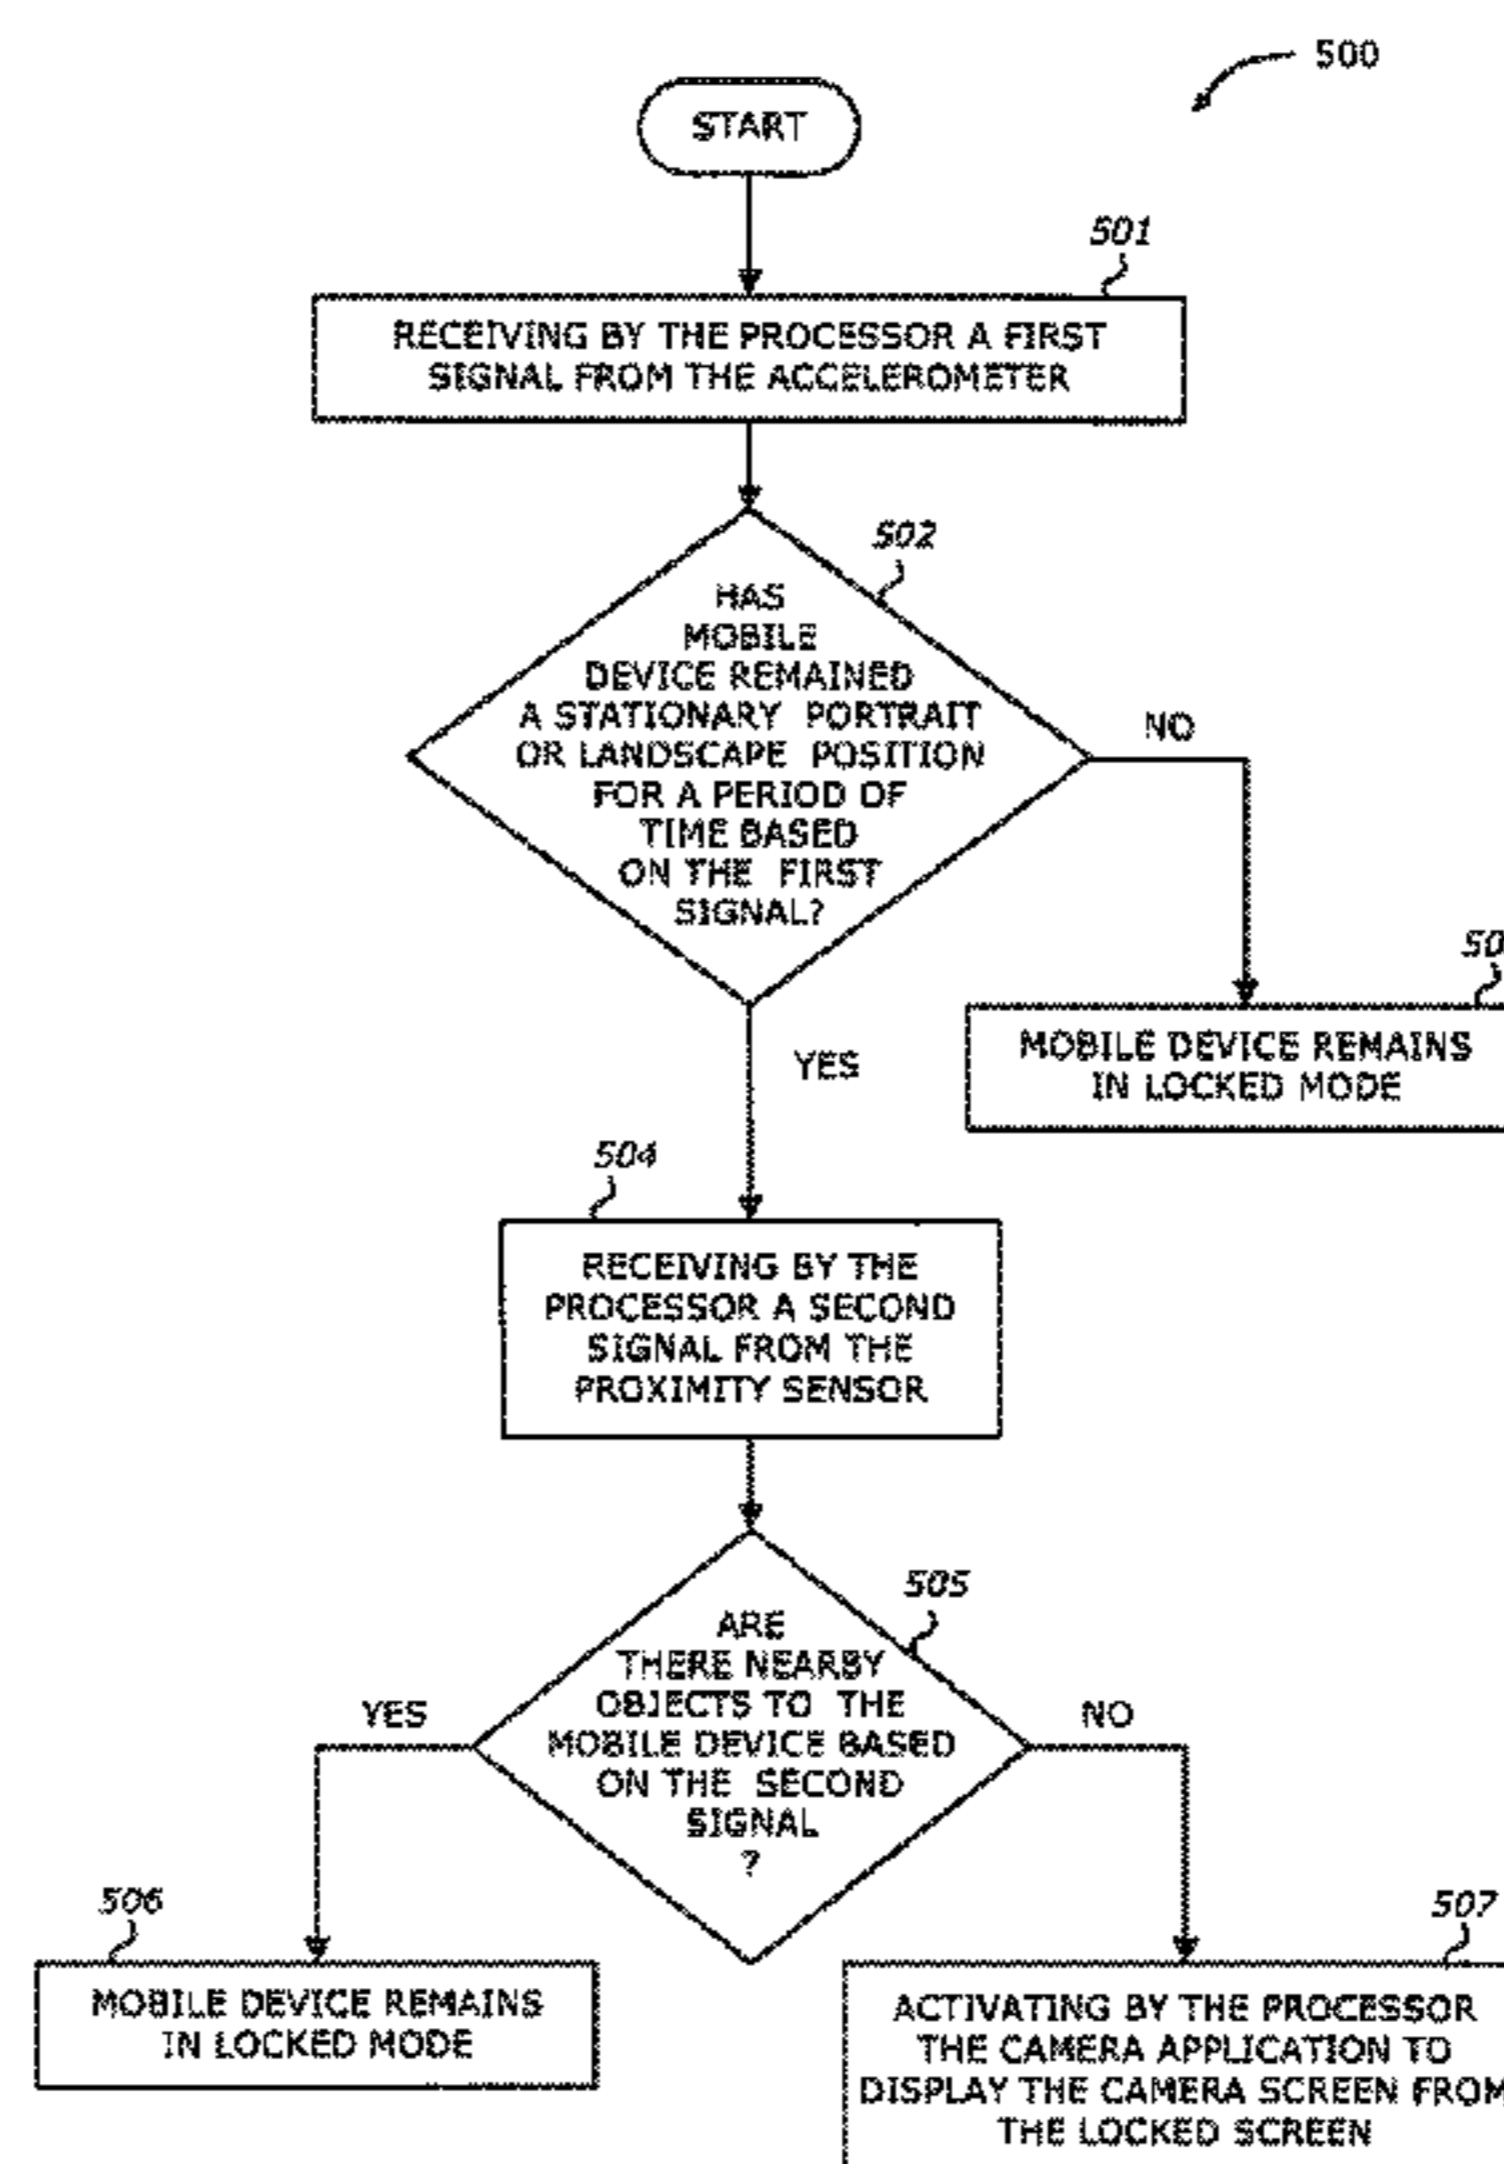 500
START
501
RECEIVING BY THE PROCESSOR A FIRST
SIGNAL FROM THE ACCELEROMETER
502
HAS
MOBILE
DEVICE REMAINED
A STATIONARY PORTRAIT
OR LANDSCAPE POSITION
FOR A PERIOD OF
TIME BASED
ON THE FIRST
SIGNAL?
NO
MOBILE DEVICE REMAINS
IN LOCKED MODE
YES
504
RECEIVING BY THE
PROCESSOR A SECOND
SIGNAL FROM THE
PROXIMITY SENSOR
505
ARE
THERE NEARBY
OBJECTS TO THE
MOBILE DEVICE BASED
ON THE SECOND
SIGNAL
?
YES
NO
506
MOBILE DEVICE REMAINS
IN LOCKED MODE
507
ACTIVATING BY THE PROCESSOR
THE CAMERA APPLICATION TO
DISPLAY THE CAMERA SCREEN FROM
THE LOCKED SCREEN